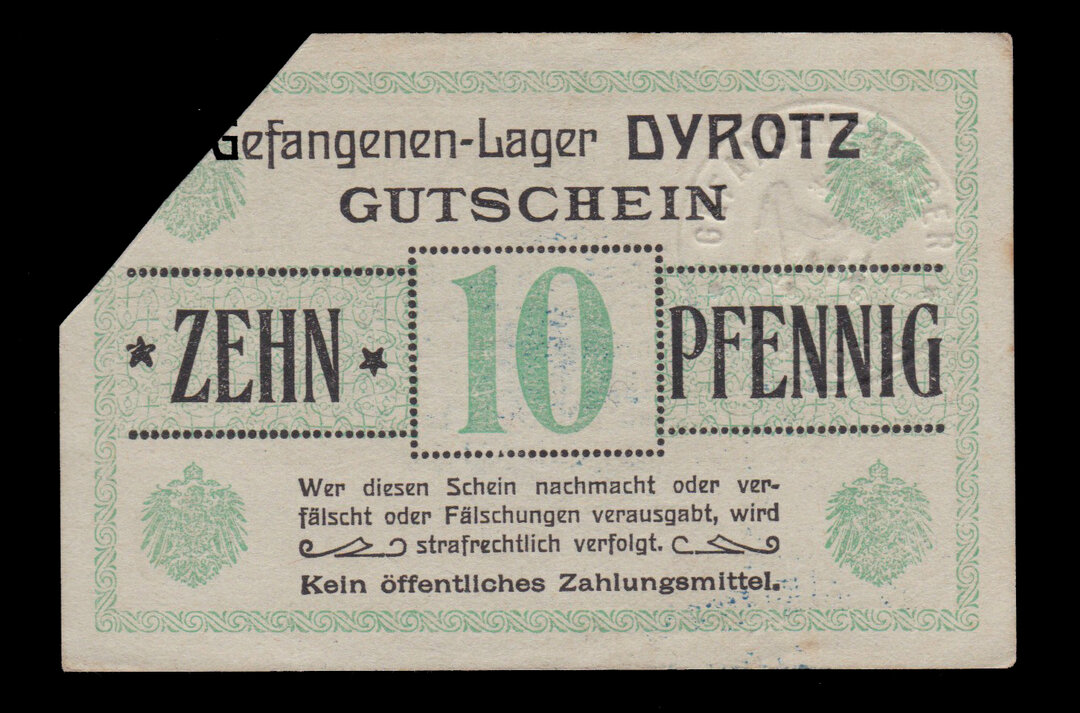 Gefangenen-Lager DYROTZ
GUTSCHEIN
ZEHN 10 PFENNIG
Wer diesen Schein nachmacht oder ver-
fälscht oder Fälschungen verausgabt, wird
strafrechtlich verfolgt.
Kein öffentliches Zahlungsmittel.